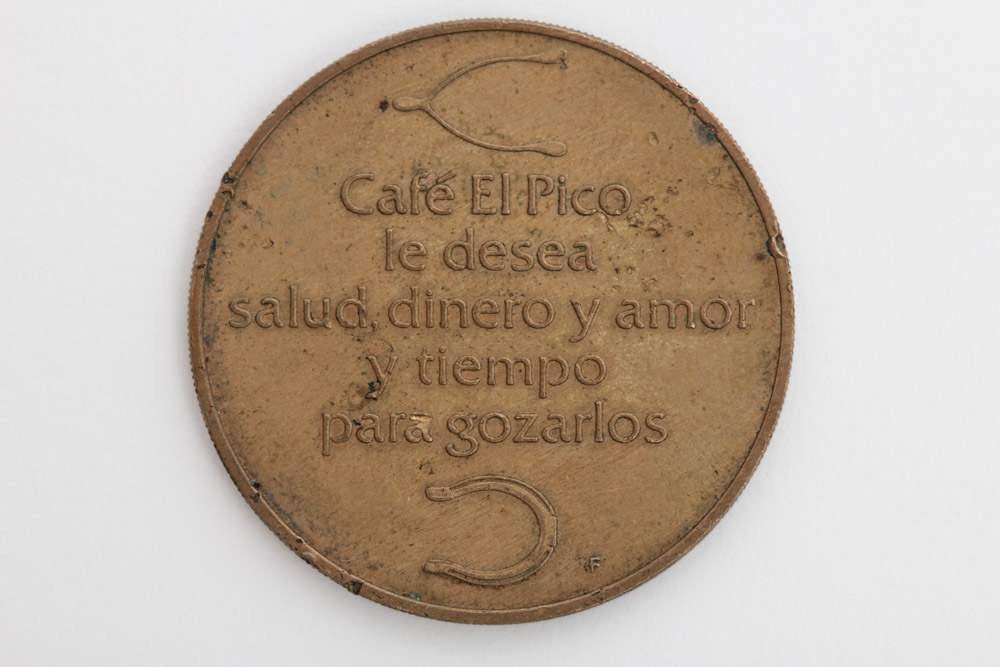 Café El Pico
le desea
salud, dinero y amor
y tiempo
para gozarlos